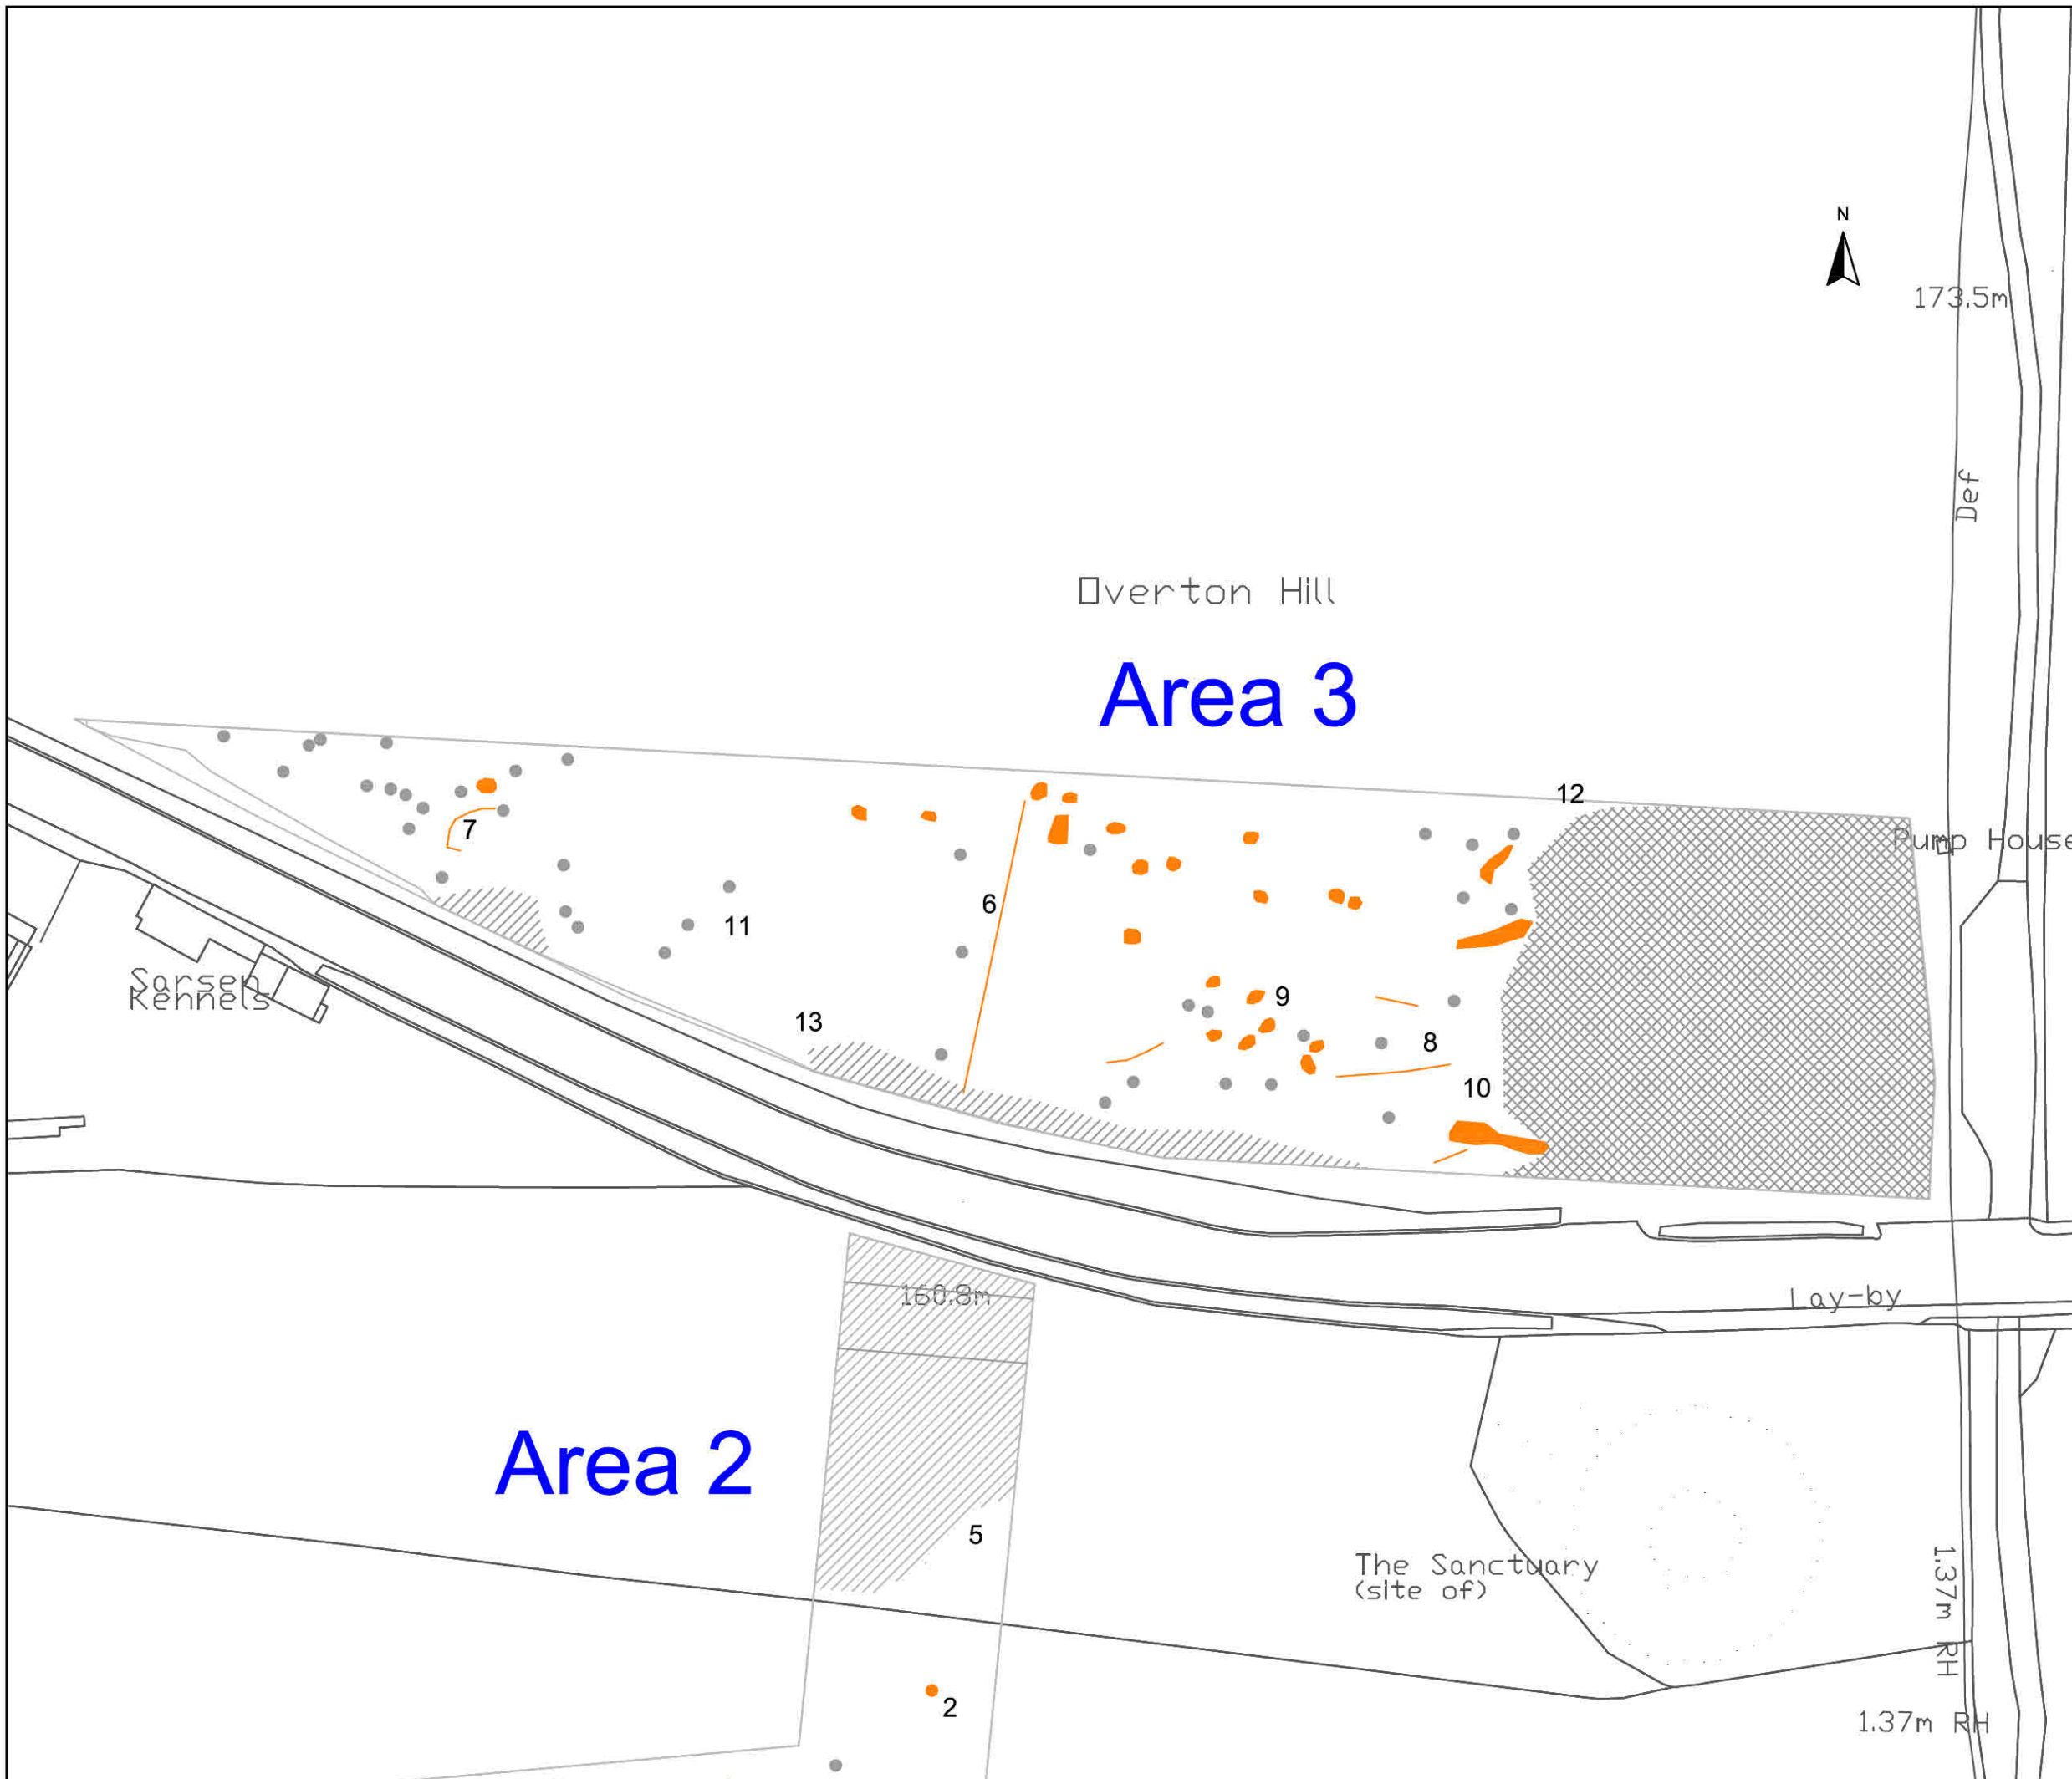 N
173.5m
Def
Overton Hill
Area 3
12
7
Pump House
6
11
Sarsen
Kennels
9
13
8
10
160.8m
Lay-by
Area 2
5
The Sanctuary
(site of)
1.37m RH
2
1.37m RH